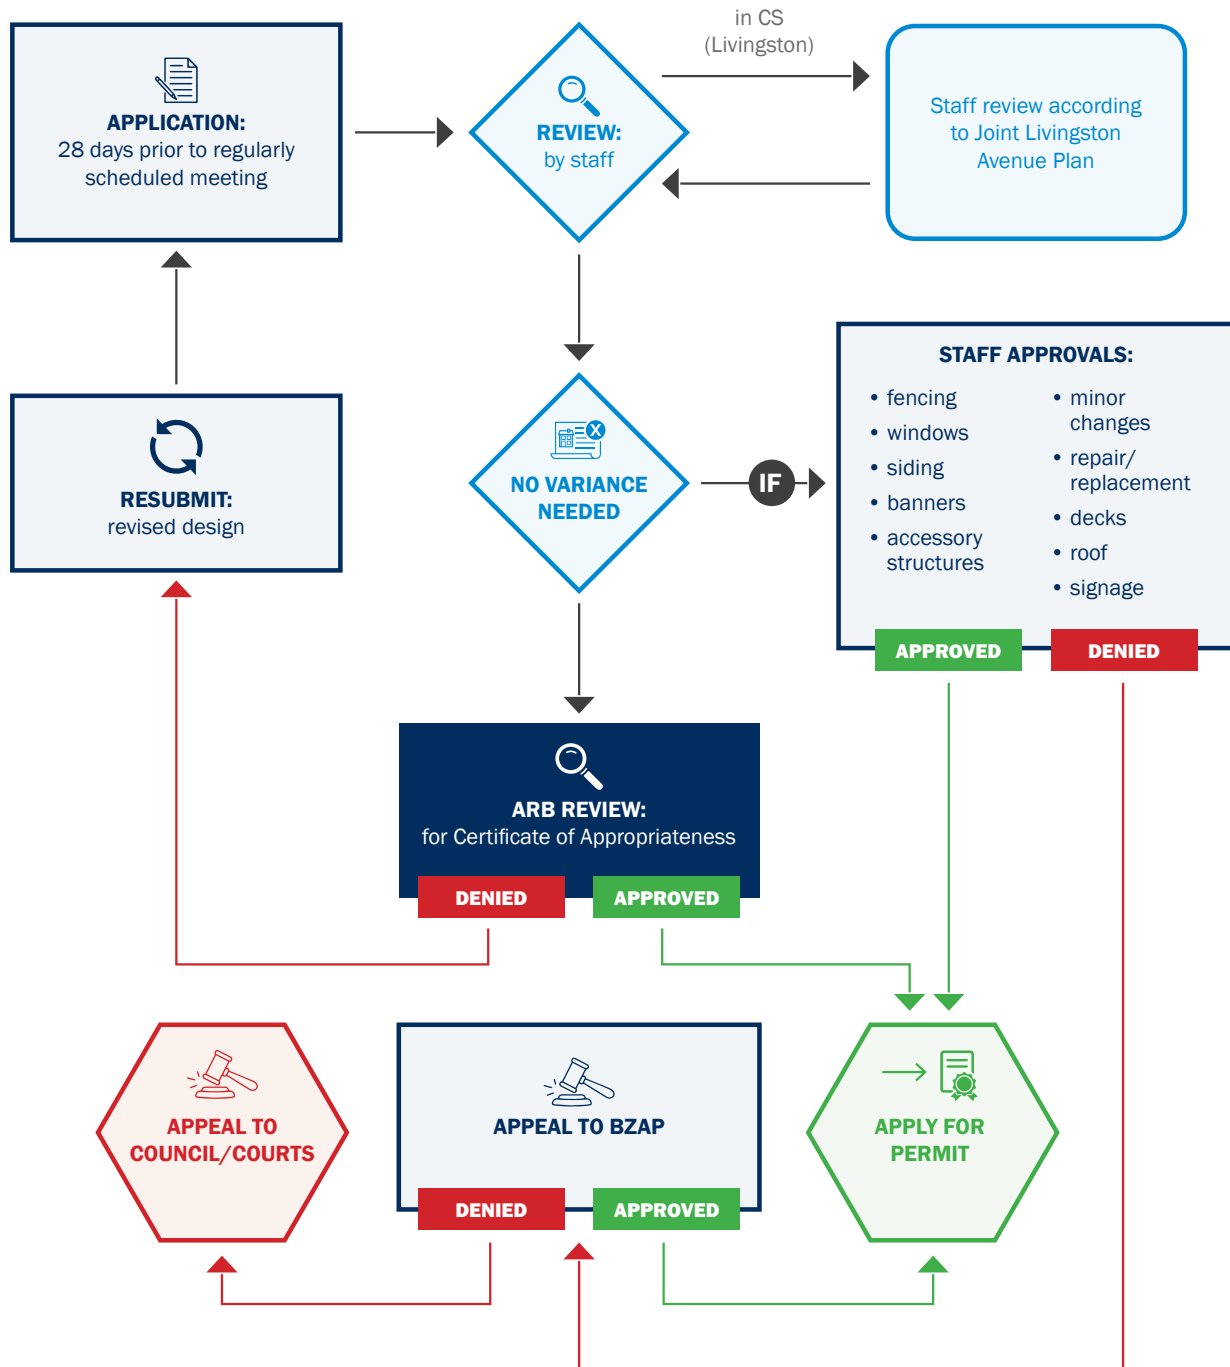 in CS
(Livingston)
APPLICATION:
28 days prior to regularly
scheduled meeting
REVIEW:
by staff
Staff review according
to Joint Livingston
Avenue Plan
RESUBMIT:
revised design
X
NO VARIANCE
NEEDED
IF
STAFF APPROVALS:
• fencing
• windows
• siding
• banners
• accessory
structures
• minor
changes
• repair/
replacement
• decks
• roof
• signage
APPROVED
DENIED
ARB REVIEW:
for Certificate of Appropriateness
DENIED
APPROVED
APPEAL TO
COUNCIL/COURTS
APPEAL TO BZAP
DENIED
APPROVED
APPLY FOR
PERMIT